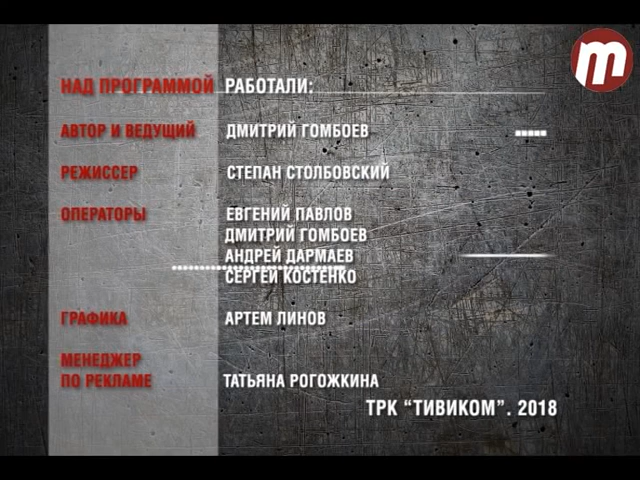 m
НАД ПРОГРАММОЙ РАБОТАЛИ:
АВТОР И ВЕДУЩИЙ ДМИТРИЙ ГОМБОЕВ
РЕЖИССЕР СТЕПАН СТОЛБОВСКИЙ
ОПЕРАТОРЫ ЕВГЕНИЙ ПАВЛОВ
ДМИТРИЙ ГОМБОЕВ
АНДРЕЙ ДАРМАЕВ
СЕРГЕЙ КОСТЕНКО
ГРАФИКА АРТЕМ ЛИНОВ
МЕНЕДЖЕР
ПО РЕКЛАМЕ ТАТЬЯНА РОГОЖКИНА
ТРК “ТИВИКОМ”. 2018